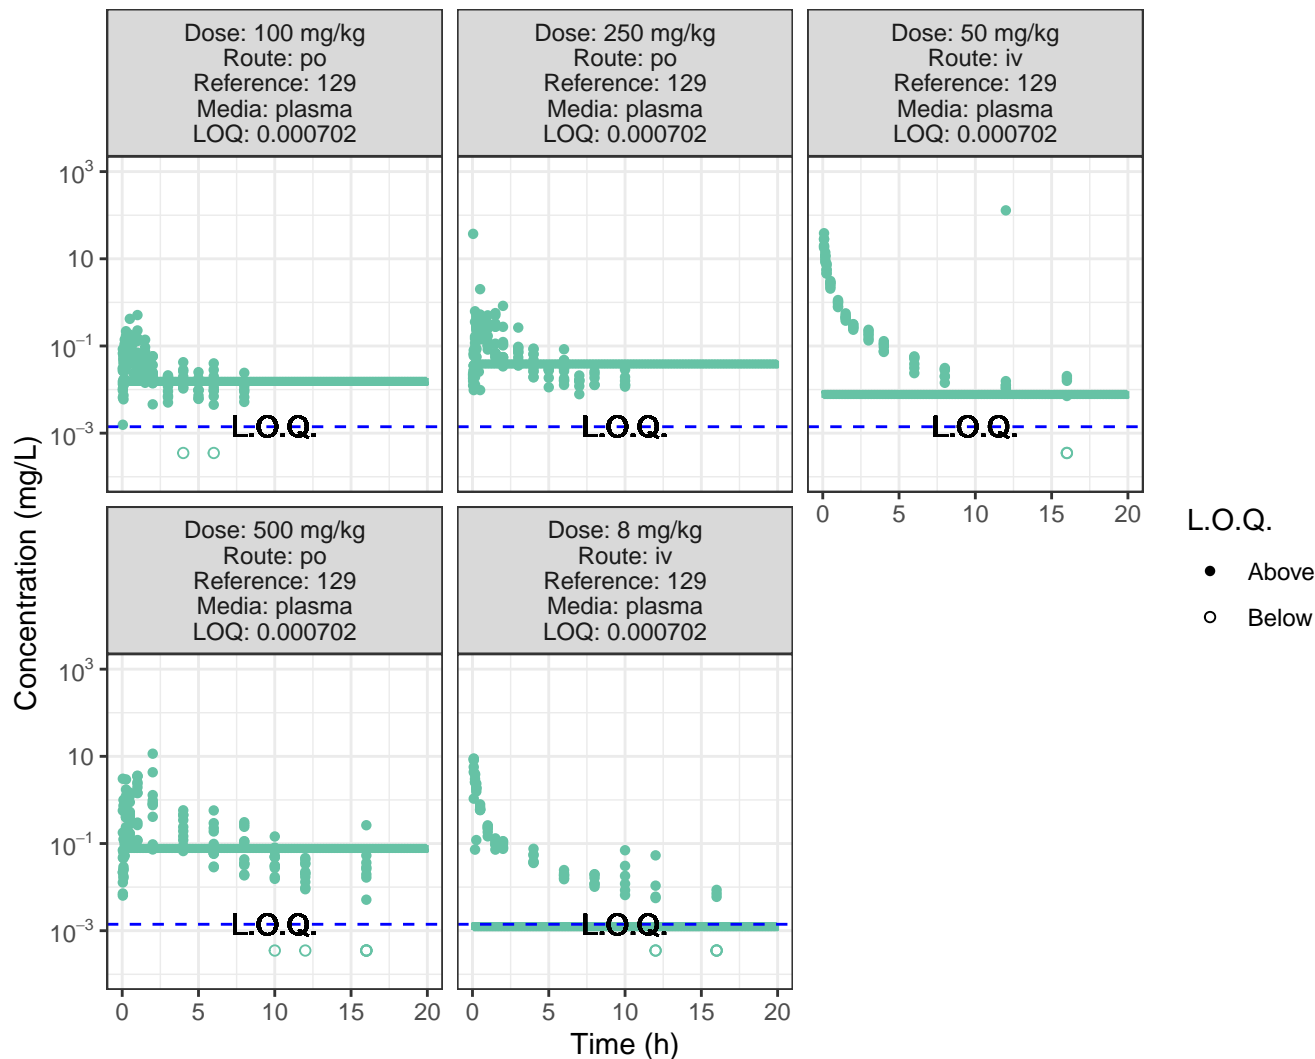 Dose: 100 mg/kg
Route: po
Reference: 129
Media: plasma
LOQ: 0.000702
Dose: 250 mg/kg
Route: po
Reference: 129
Media: plasma
LOQ: 0.000702
Dose: 50 mg/kg
Route: iv
Reference: 129
Media: plasma
LOQ: 0.000702
10³
10
10⁻¹
10⁻³
L.O.Q.
L.O.Q.
L.O.Q.
0 5 10 15 20
Concentration (mg/L)
Dose: 500 mg/kg
Route: po
Reference: 129
Media: plasma
LOQ: 0.000702
Dose: 8 mg/kg
Route: iv
Reference: 129
Media: plasma
LOQ: 0.000702
10³
10
10⁻¹
10⁻³
L.O.Q.
L.O.Q.
0 5 10 15 20
0 5 10 15 20
Time (h)
L.O.Q.
Above
Below